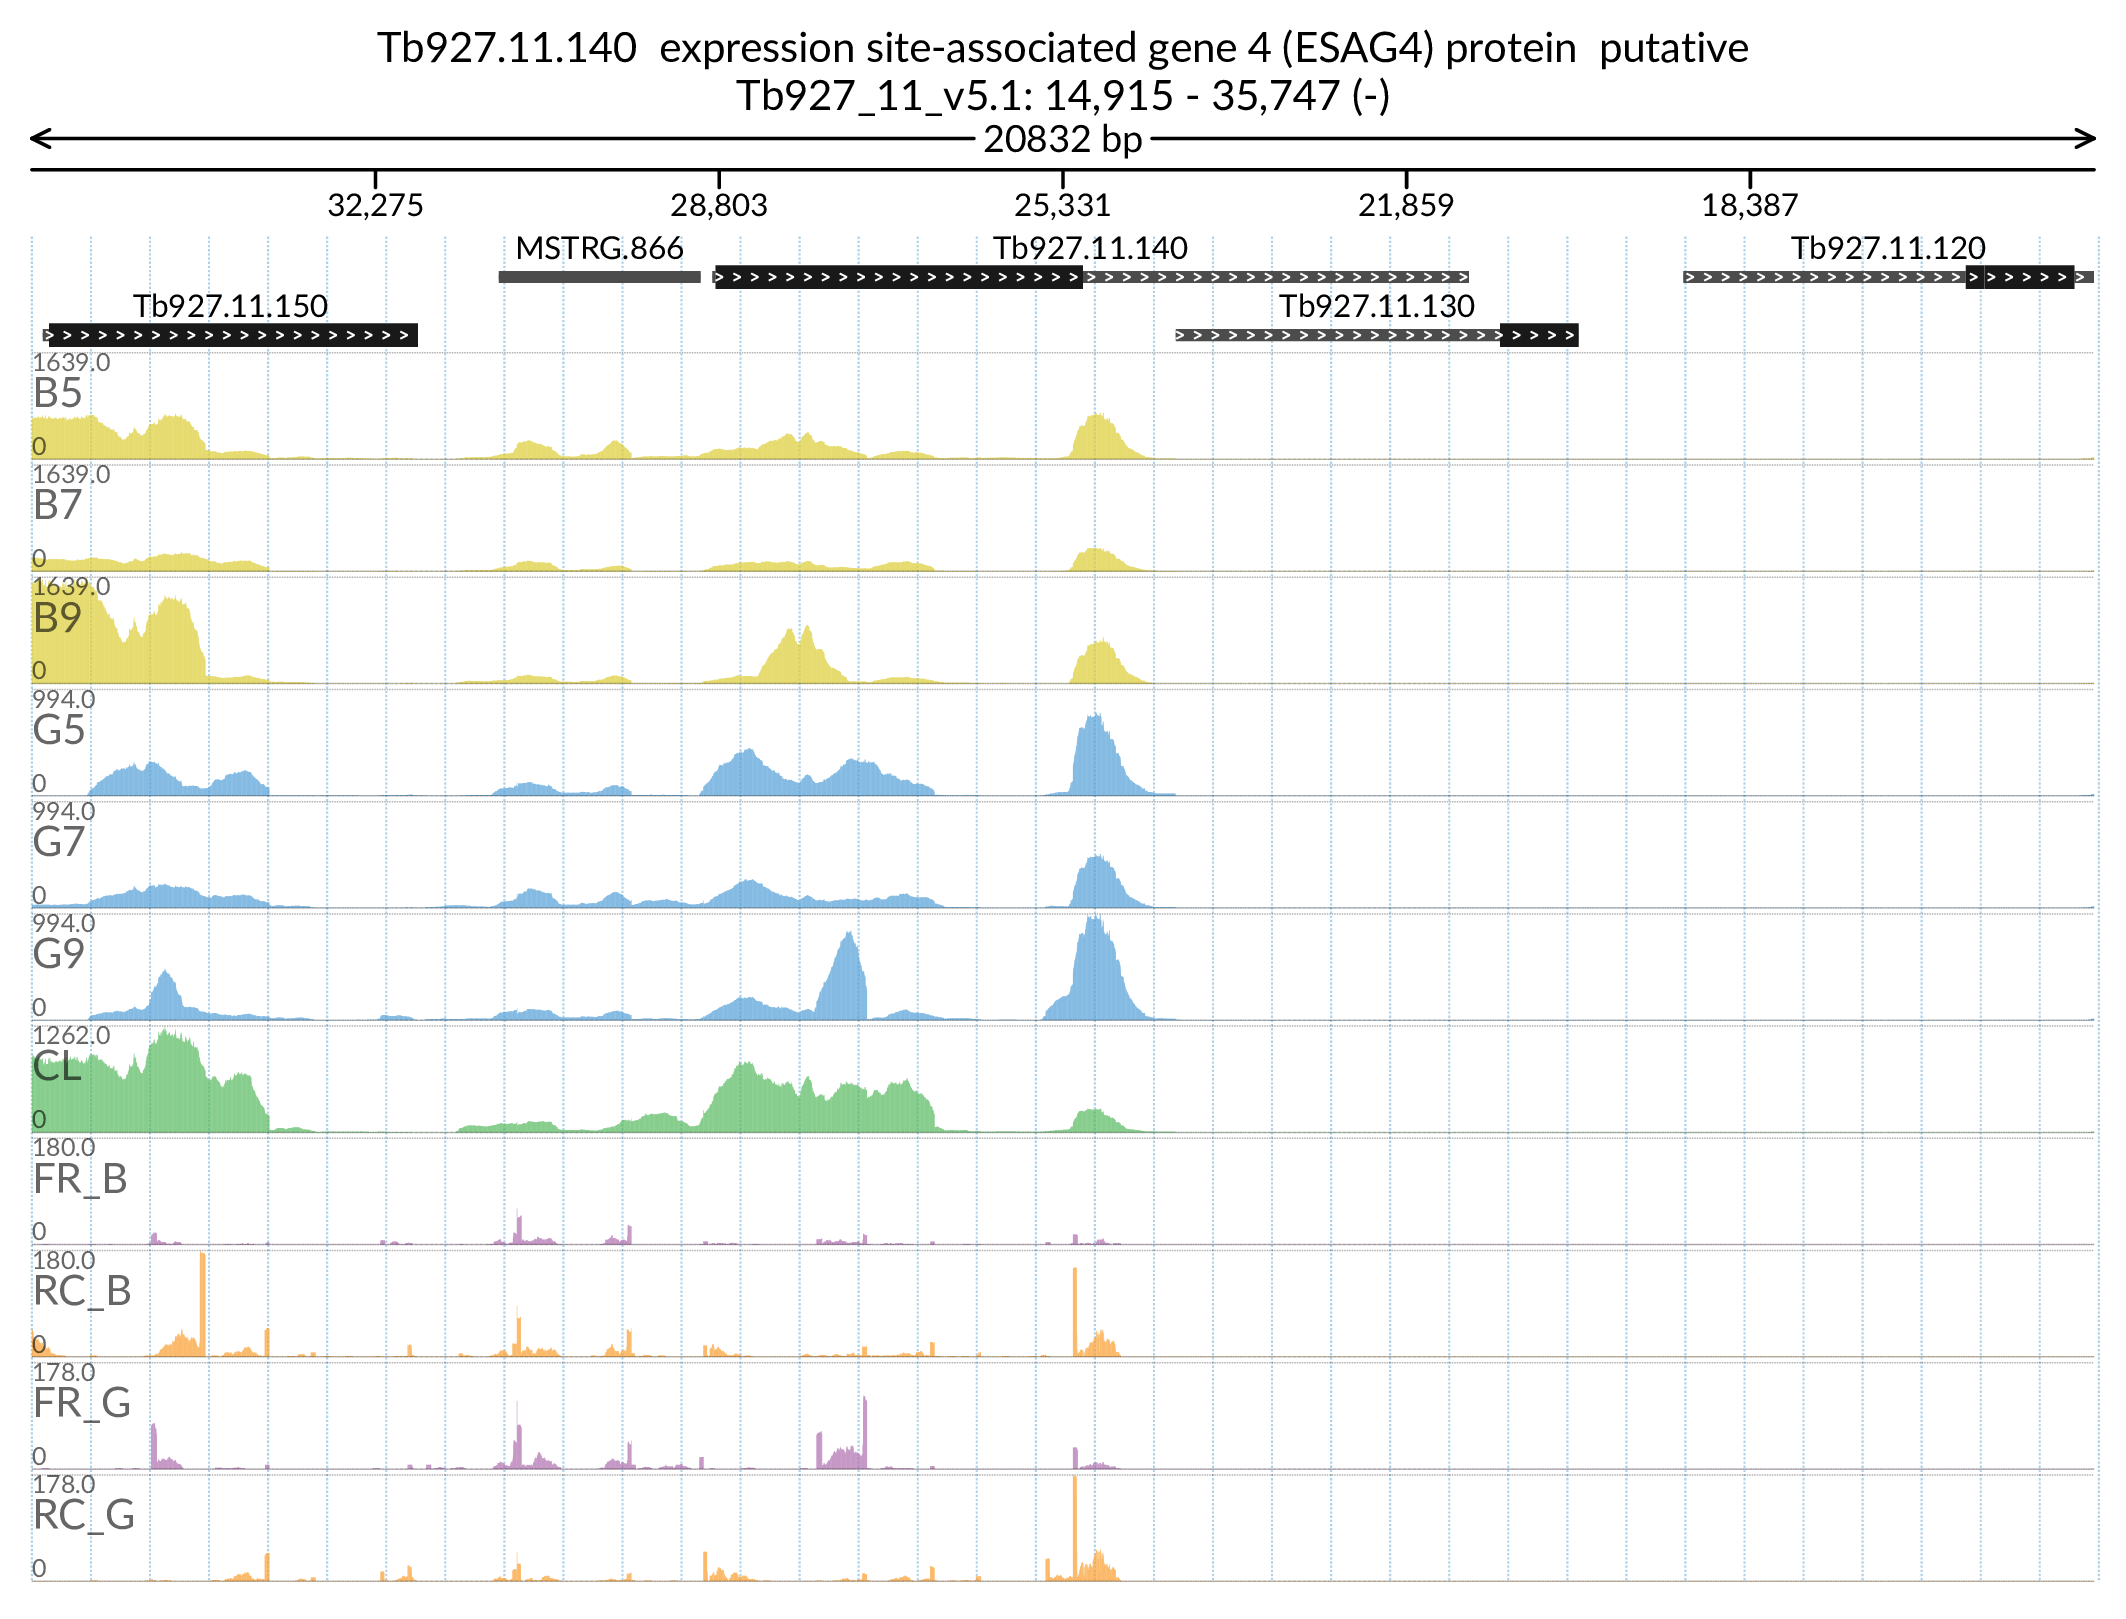 Tb927.11.140  expression site-associated gene 4 (ESAG4) protein  putative
Tb927_11_v5.1: 14,915 - 35,747 (-)
20832 bp
32,275 28,803 25,331 21,859 18,387
MSTRG.866 Tb927.11.140 Tb927.11.120
Tb927.11.150 Tb927.11.130
1639.0
B5
0
1639.0
B7
0
1639.0
B9
0
994.0
G5
0
994.0
G7
0
994.0
G9
0
1262.0
CL
0
180.0
FR_B
0
180.0
RC_B
0
178.0
FR_G
0
178.0
RC_G
0